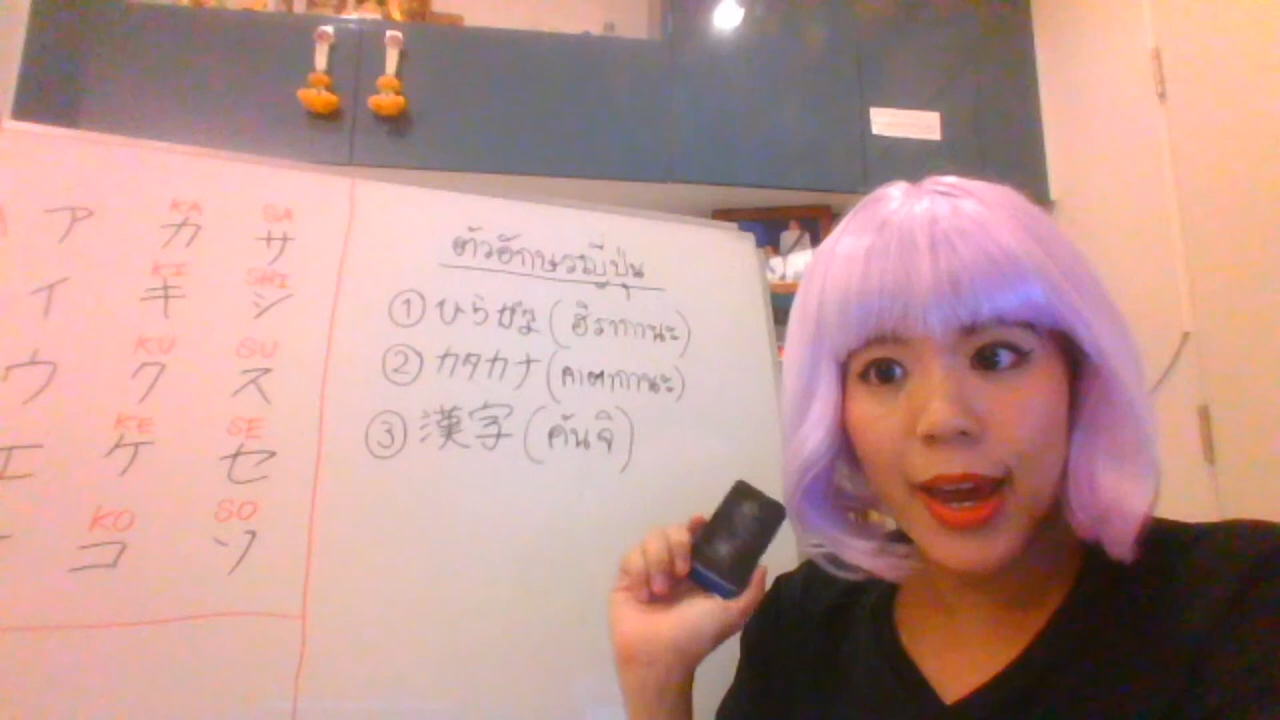 ア KA カ SA サ
イ KI キ SHI シ
ウ KU ク SU ス
エ KE ケ SE セ
KO コ SO ソ
ตัวอักษรญี่ปุ่น
① ひらがな (ฮิรากานะ)
② カタカナ (คาตากานะ)
③ 漢字 (คันจิ)